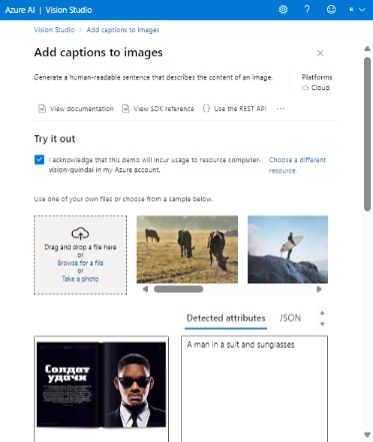 Azure AI | Vision Studio
Vision Studio > Add captions to images
Add captions to images
Generate a human-readable sentence that describes the content of an image.
Platforms
Cloud
View documentation
View SDK reference
Use the REST API
Try it out
I acknowledge that this demo will incur usage to resource computer-
vision-quindai in my Azure account.
Choose a different
resource.
Use one of your own files or choose from a sample below.
Drag and drop a file here
or
Browse for a file
or
Take a photo
Detected attributes
JSON
Солдат
удачи
A man in a suit and sunglasses